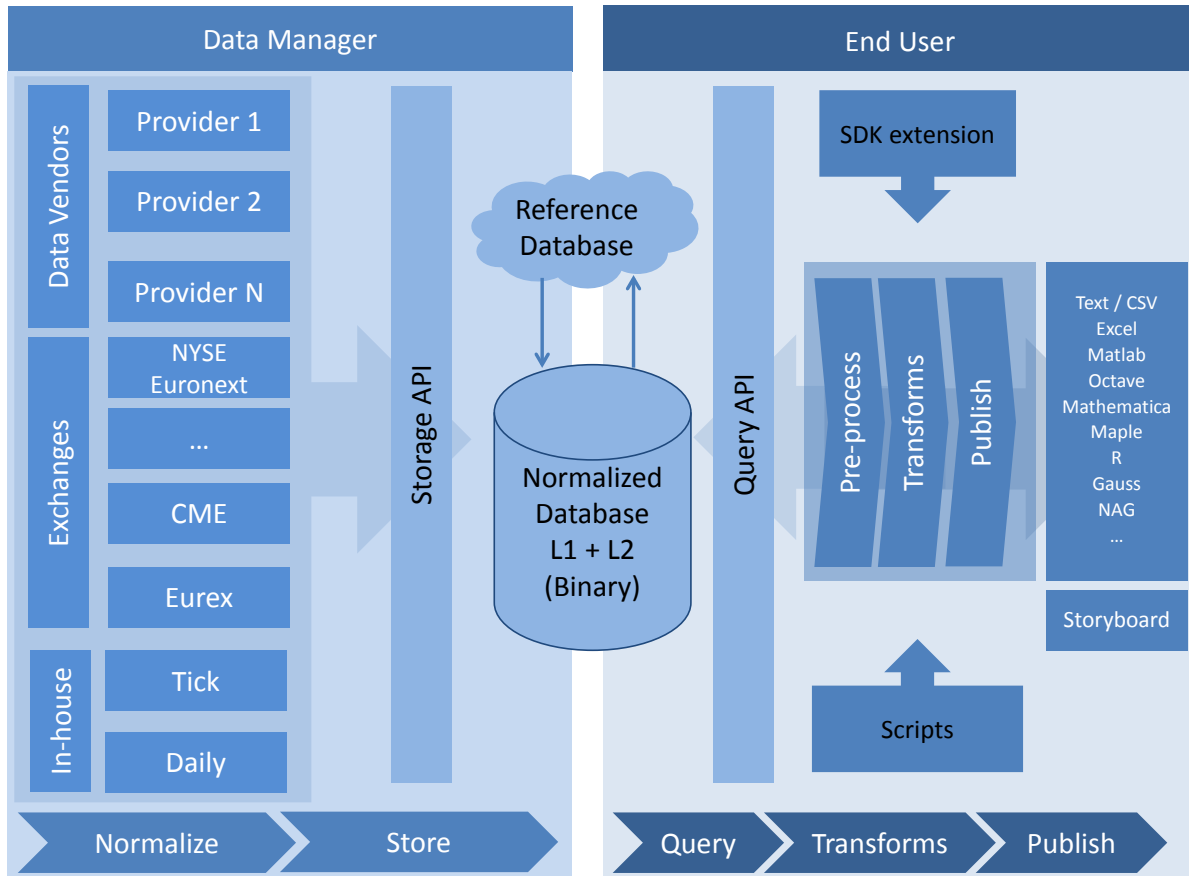 Data Manager
End User
Data Vendors
Provider 1
Provider 2
Provider N
Exchanges
NYSE
Euronext
...
CME
Eurex
In-house
Tick
Daily
Storage API
Reference
Database
Normalized
Database
L1 + L2
(Binary)
Query API
SDK extension
Pre-process
Transforms
Publish
Text / CSV
Excel
Matlab
Octave
Mathematica
Maple
R
Gauss
NAG
...
Storyboard
Scripts
Normalize
Store
Query
Transforms
Publish